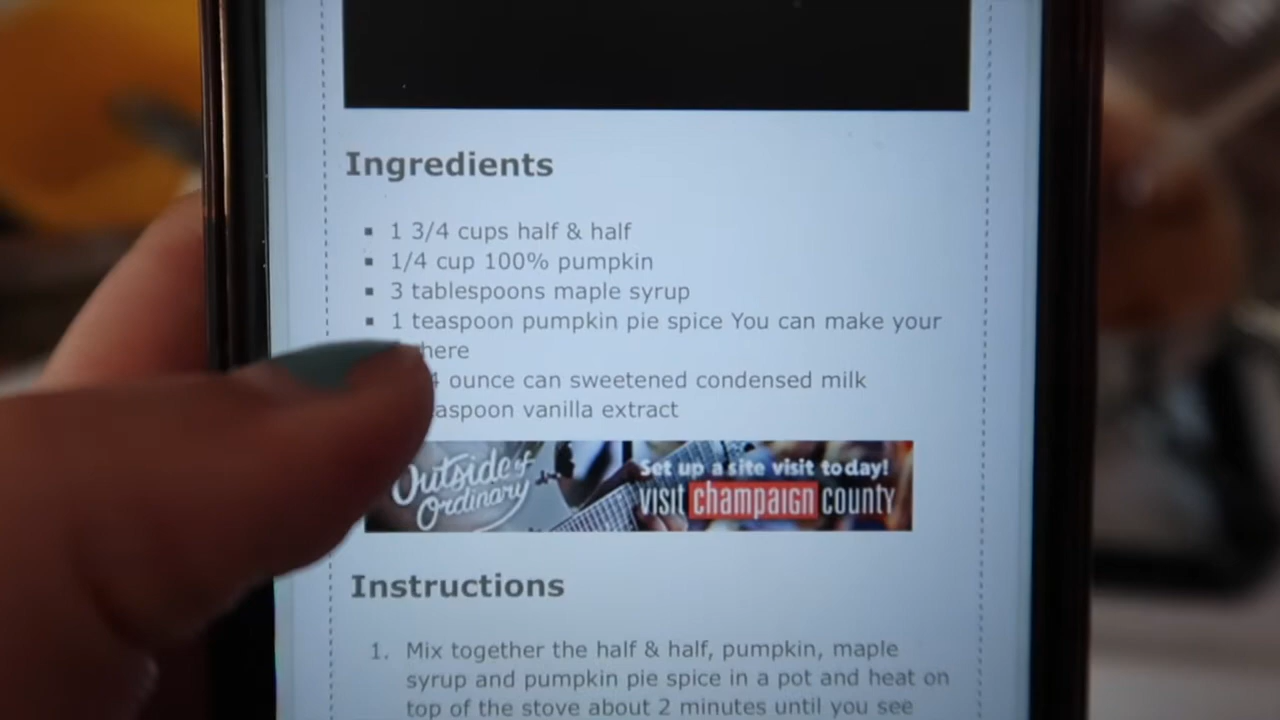 Ingredients
▪ 1 3/4 cups half & half
▪ 1/4 cup 100% pumpkin
▪ 3 tablespoons maple syrup
▪ 1 teaspoon pumpkin pie spice You can make your
here
ounce can sweetened condensed milk
vanilla extract
Outside of
Ordinary
Set up a site visit today!
VISIT champaign COUNTY
Instructions
1. Mix together the half & half, pumpkin, maple
syrup and pumpkin pie spice in a pot and heat on
top of the stove about 2 minutes until you see